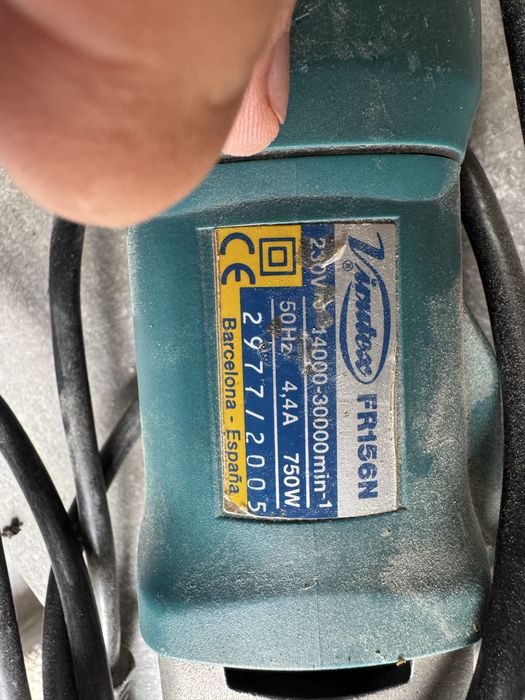 Virutex ® FR156N
230V 14000-30000min-1
50Hz 4,4A 750W
2977/2005
CE Barcelona - España